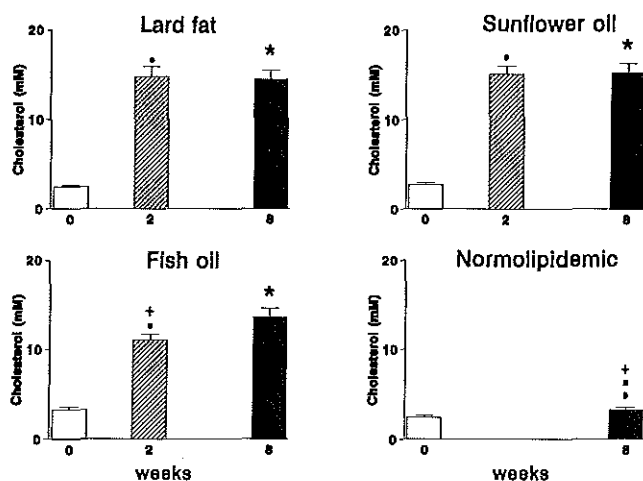 Lard fat
Cholesterol (mM)
20
10
0
*
0 2 8
Sunflower oil
Cholesterol (mM)
20
10
0
*
0 2 8
Fish oil
Cholesterol (mM)
20
10
0
+
*
0 2 8
weeks
Normolipidemic
Cholesterol (mM)
20
10
0
+
0 8
weeks